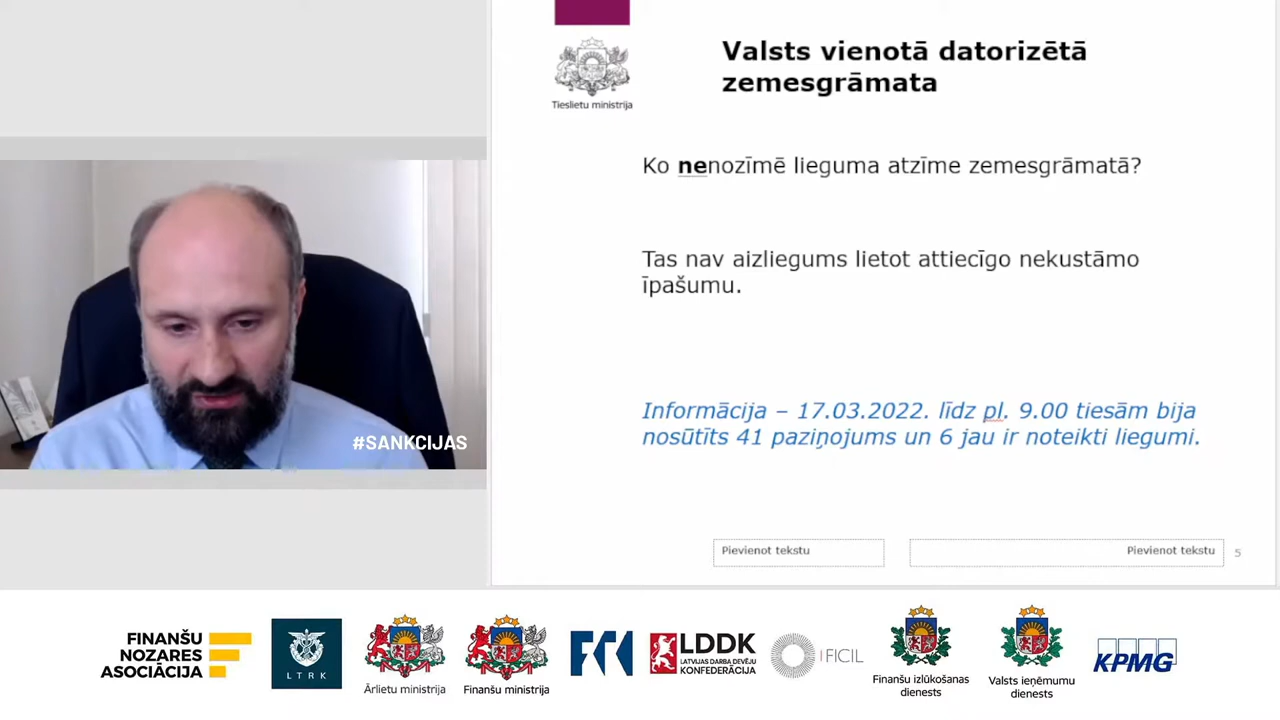 Tieslietu ministrija
Valsts vienotā datorizētā
zemesgrāmata
Ko nenozīmē lieguma atzīme zemesgrāmatā?
Tas nav aizliegums lietot attiecīgo nekustāmo
īpašumu.
Informācija – 17.03.2022. līdz pl. 9.00 tiesām bija
nosūtīts 41 paziņojums un 6 jau ir noteikti liegumi.
Pievienot tekstu
Pievienot tekstu
5
#SANKCIJAS
FINANŠU
NOZARES
ASOCIĀCIJA
LTRK
Ārlietu ministrija
Finanšu ministrija
LDDK
LATVIJAS DARBA DEVĒJU
KONFEDERĀCIJA
FICIL
Finanšu izlūkošanas
dienests
Valsts ieņēmumu
dienests
KPMG